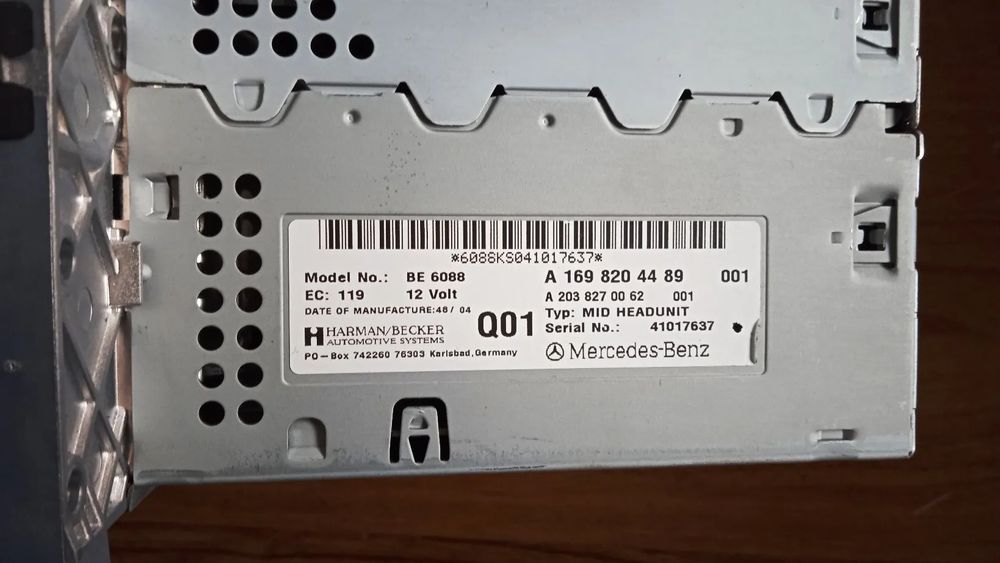 *6088KS041017637*
Model No.: BE 6088
A 169 820 44 89 001
EC: 119 12 Volt
A 203 827 00 62 001
DATE OF MANUFACTURE:48/ 04
Typ: MID HEADUNIT
HARMAN/BECKER
AUTOMOTIVE SYSTEMS
Q01
Serial No.: 41017637
PO-Box 742260 76303 Karlsbad,Germany
Mercedes-Benz